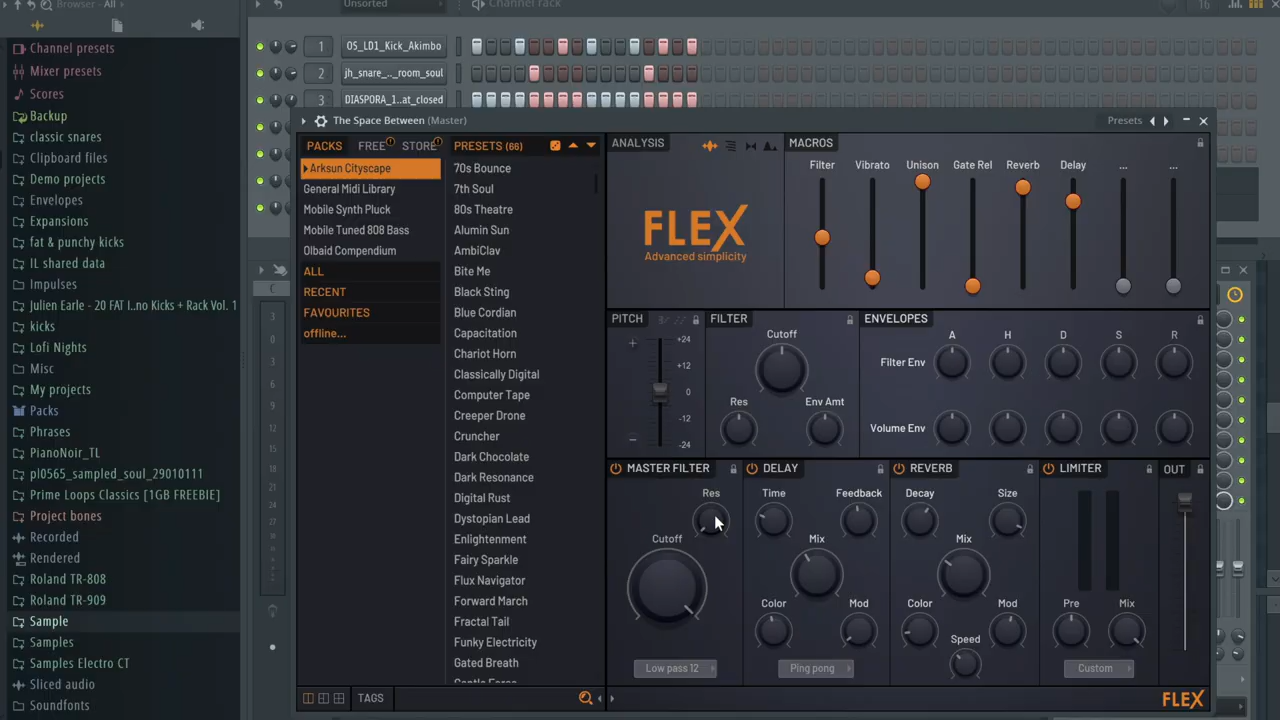 Browser - All
Unsorted
Channel rack
16
Channel presets
Mixer presets
Scores
Backup
classic snares
Clipboard files
Demo projects
Envelopes
Expansions
fat & punchy kicks
IL shared data
Impulses
Julien Earle - 20 FAT I..no Kicks + Rack Vol. 1
kicks
Lofi Nights
Misc
My projects
Packs
Phrases
PianoNoir_TL
pl0565_sampled_soul_29010111
Prime Loops Classics [1GB FREEBIE]
Project bones
Recorded
Rendered
Roland TR-808
Roland TR-909
Sample
Samples
Samples Electro CT
Sliced audio
Soundfonts
1 OS_LD1_Kick_Akimbo
2 jh_snare_.._room_soul
3 DIASPORA_1..at_closed
The Space Between (Master)
Presets
PACKS FREE STORE
Arksun Cityscape
General Midi Library
Mobile Synth Pluck
Mobile Tuned 808 Bass
Olbaid Compendium
ALL
RECENT
FAVOURITES
offline...
PRESETS (66)
70s Bounce
7th Soul
80s Theatre
Alumin Sun
AmbiClav
Bite Me
Black Sting
Blue Cordian
Capacitation
Chariot Horn
Classically Digital
Computer Tape
Creeper Drone
Cruncher
Dark Chocolate
Dark Resonance
Digital Rust
Dystopian Lead
Enlightenment
Fairy Sparkle
Flux Navigator
Forward March
Fractal Tail
Funky Electricity
Gated Breath
TAGS
ANALYSIS
FLEX
Advanced simplicity
MACROS
Filter Vibrato Unison Gate Rel Reverb Delay ... ...
PITCH
+24
+12
0
-12
-24
FILTER
Cutoff
Res Env Amt
ENVELOPES
A H D S R
Filter Env
Volume Env
MASTER FILTER
Res
Cutoff
Low pass 12
DELAY
Time Feedback
Mix
Color Mod
Ping pong
REVERB
Decay Size
Mix
Color Mod
Speed
LIMITER
Pre Mix
Custom
OUT
FLEX